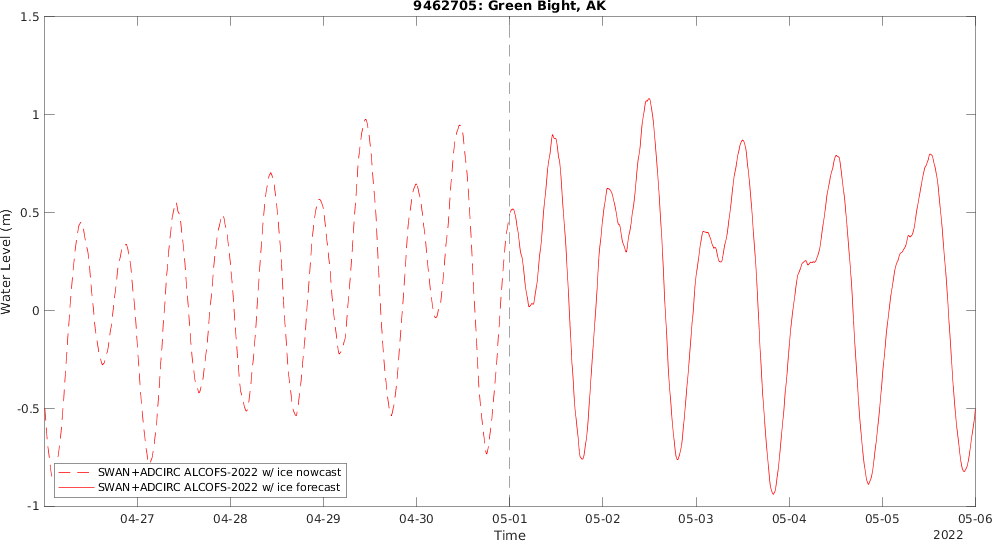 9462705: Green Bight, AK
1.5
1
0.5
0
-0.5
-1
Water Level (m)
SWAN+ADCIRC ALCOFS-2022 w/ ice nowcast
SWAN+ADCIRC ALCOFS-2022 w/ ice forecast
04-27 04-28 04-29 04-30 05-01 05-02 05-03 05-04 05-05 05-06
Time
2022